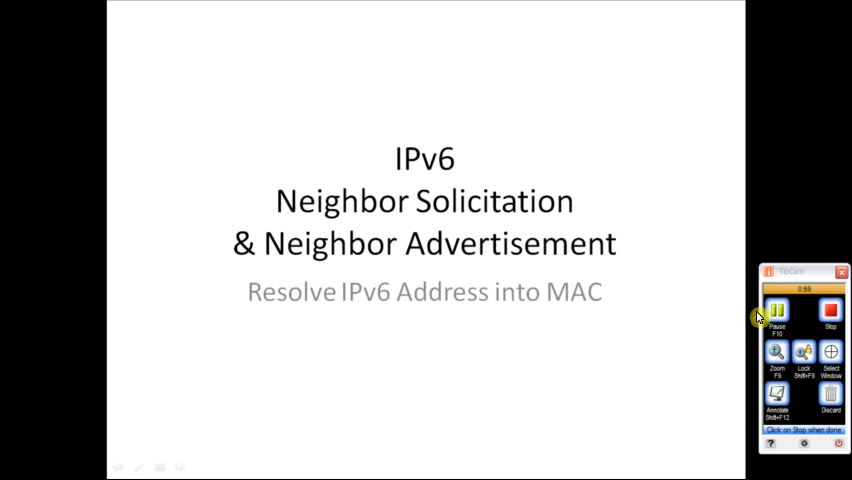 IPv6
Neighbor Solicitation
& Neighbor Advertisement
Resolve IPv6 Address into MAC
TipCam
0:59
Pause
F10
Stop
Zoom
F9
Lock
Shift+F9
Select
Window
Annotate
Shift+F12
Discard
Click on Stop when done
?